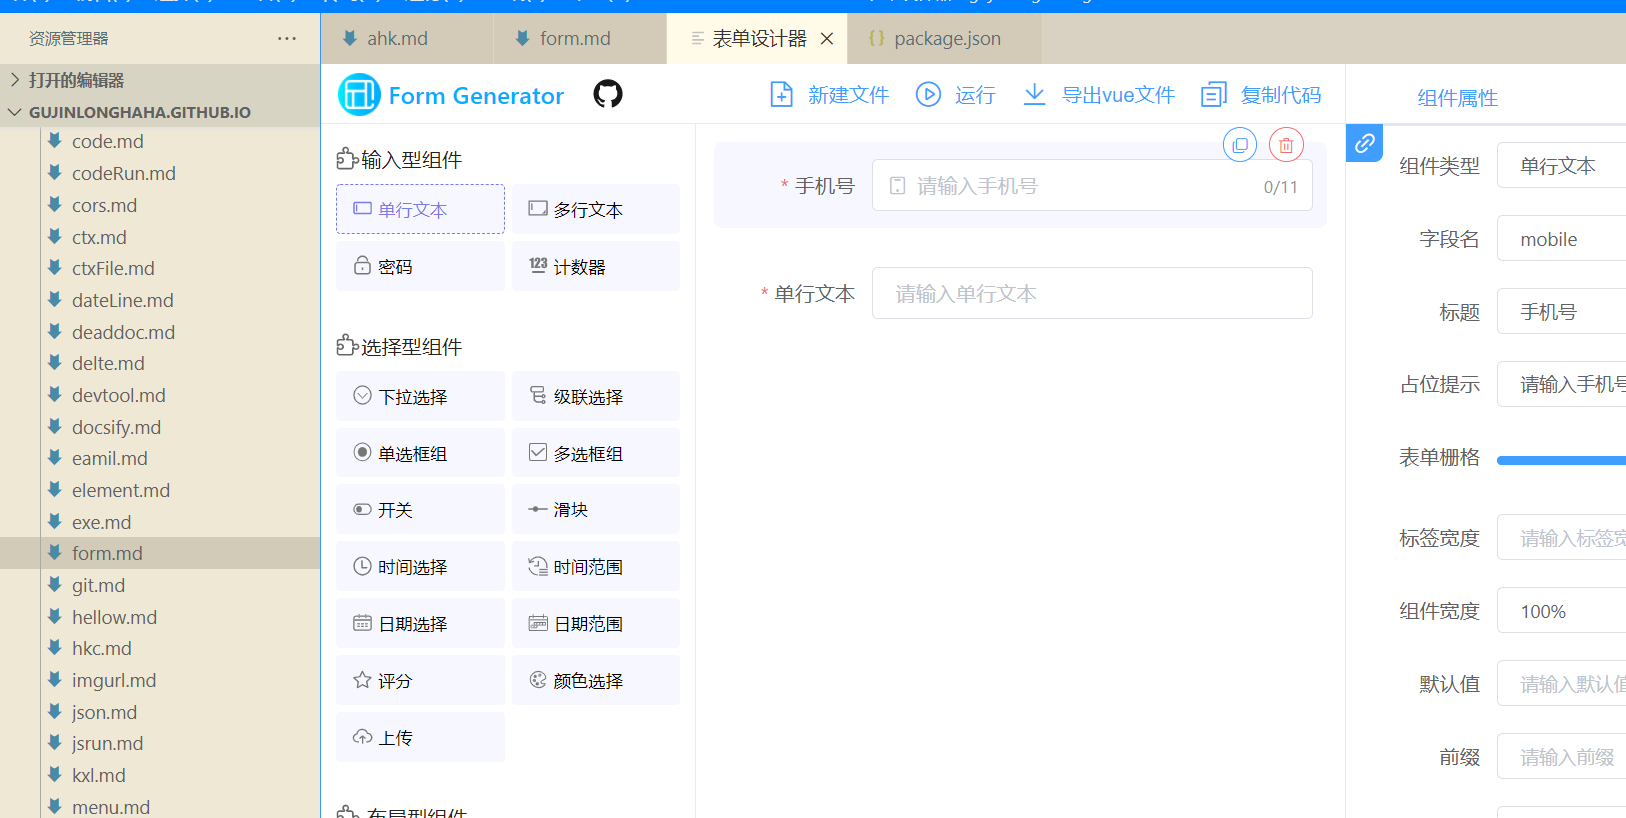 资源管理器
···
打开的编辑器
GUJINLONGHAHA.GITHUB.IO
code.md
codeRun.md
cors.md
ctx.md
ctxFile.md
dateLine.md
deaddoc.md
delte.md
devtool.md
docsify.md
eamil.md
element.md
exe.md
form.md
git.md
hellow.md
hkc.md
imgurl.md
json.md
jsrun.md
kxl.md
menu.md
ahk.md
form.md
表单设计器
package.json
Form Generator
新建文件
运行
导出vue文件
复制代码
输入型组件
单行文本
多行文本
密码
计数器
选择型组件
下拉选择
级联选择
单选框组
多选框组
开关
滑块
时间选择
时间范围
日期选择
日期范围
评分
颜色选择
上传
布局型组件
* 手机号
请输入手机号
0/11
* 单行文本
请输入单行文本
组件属性
组件类型 单行文本
字段名 mobile
标题 手机号
占位提示 请输入手机号
表单栅格
标签宽度 请输入标签宽
组件宽度 100%
默认值 请输入默认值
前缀 请输入前缀